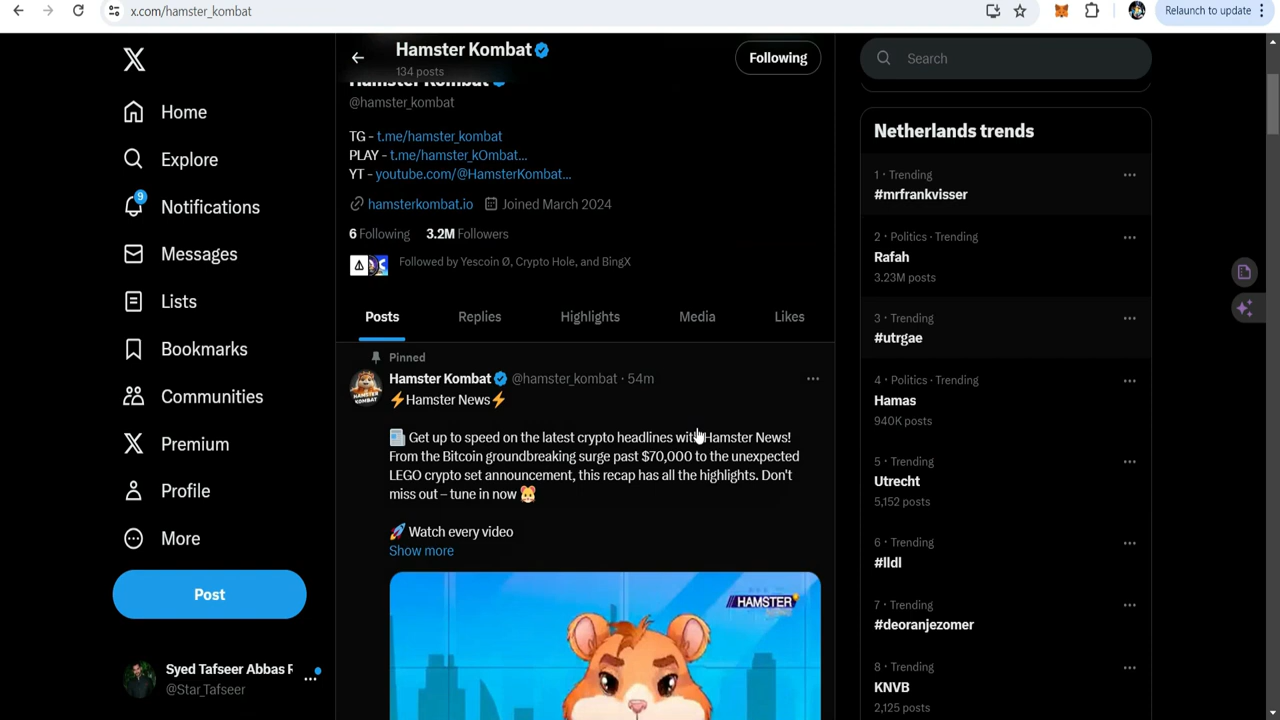 x.com/hamster_kombat
Relaunch to update
Home
Explore
9
Notifications
Messages
Lists
Bookmarks
Communities
Premium
Profile
More
Post
Syed Tafseer Abbas R
@Star_Tafseer
Hamster Kombat
134 posts
Following
Hamster Kombat
@hamster_kombat
TG - t.me/hamster_kombat
PLAY - t.me/hamster_kOmbat...
YT - youtube.com/@HamsterKombat...
hamsterkombat.io Joined March 2024
6 Following 3.2M Followers
Followed by Yescoin Ø, Crypto Hole, and BingX
Posts Replies Highlights Media Likes
Pinned
Hamster Kombat @hamster_kombat · 54m
⚡Hamster News⚡
📰 Get up to speed on the latest crypto headlines with Hamster News!
From the Bitcoin groundbreaking surge past $70,000 to the unexpected
LEGO crypto set announcement, this recap has all the highlights. Don't
miss out – tune in now 🐹
🚀 Watch every video
Show more
HAMSTER
HAMSTER
KOMBAT
Search
Netherlands trends
1 · Trending
#mrfrankvisser
2 · Politics · Trending
Rafah
3.23M posts
3 · Trending
#utrgae
4 · Politics · Trending
Hamas
940K posts
5 · Trending
Utrecht
5,152 posts
6 · Trending
#lldl
7 · Trending
#deoranjezomer
8 · Trending
KNVB
2,125 posts